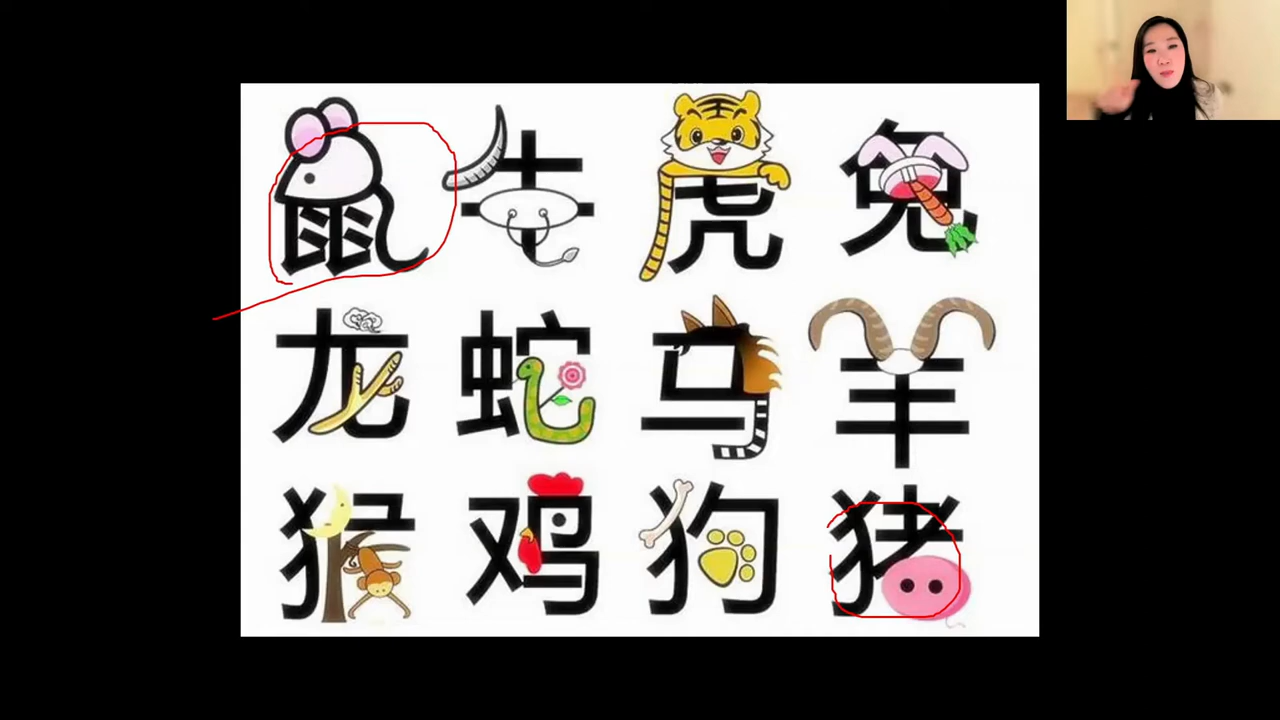 鼠 牛 虎 兔
龙 蛇 马 羊
猴 鸡 狗 猪